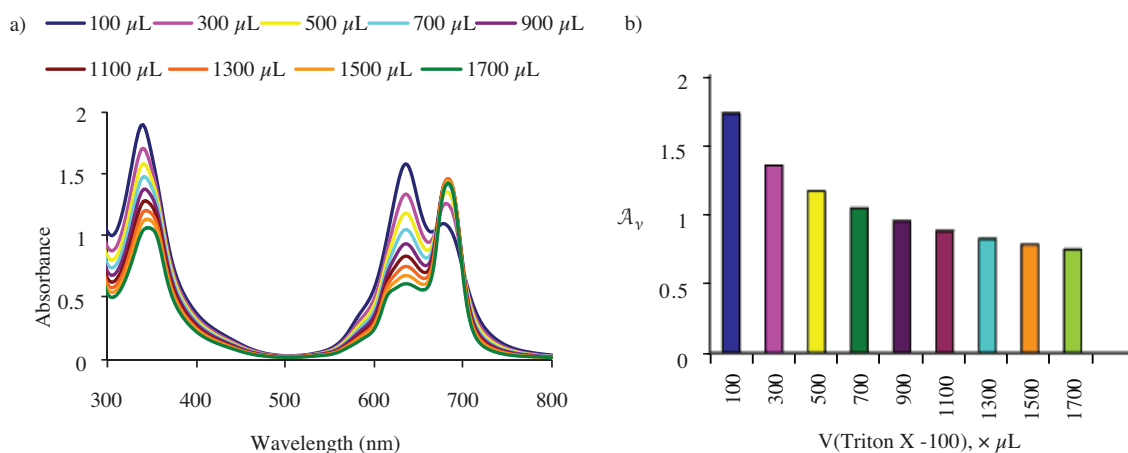 a)
100 µL 300 µL 500 µL 700 µL 900 µL
1100 µL 1300 µL 1500 µL 1700 µL
2
1.5
1
0.5
0
300 400 500 600 700 800
Absorbance
Wavelength (nm)
b)
2
1.5
1
0.5
0
𝒜ν
100 300 500 700 900 1100 1300 1500 1700
V(Triton X -100), × µL